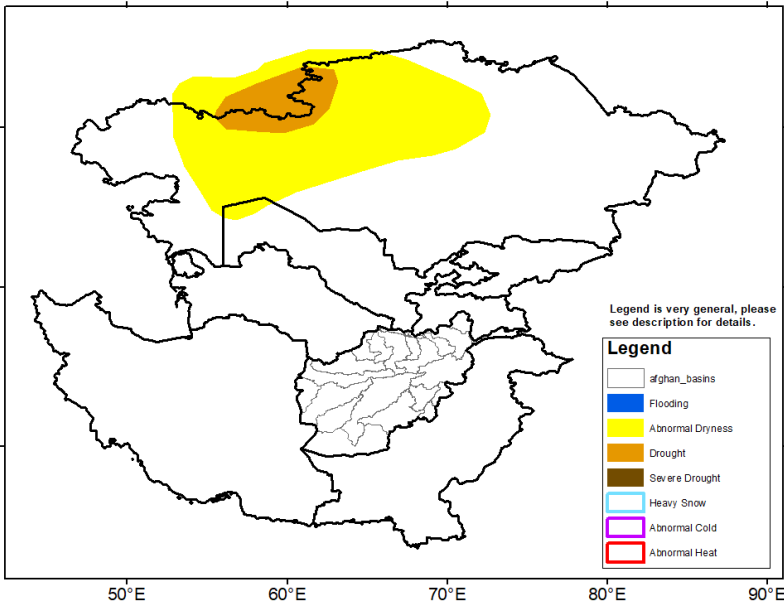 Legend is very general, please
see description for details.
Legend
afghan_basins
Flooding
Abnormal Dryness
Drought
Severe Drought
Heavy Snow
Abnormal Cold
Abnormal Heat
50°E 60°E 70°E 80°E 90°E